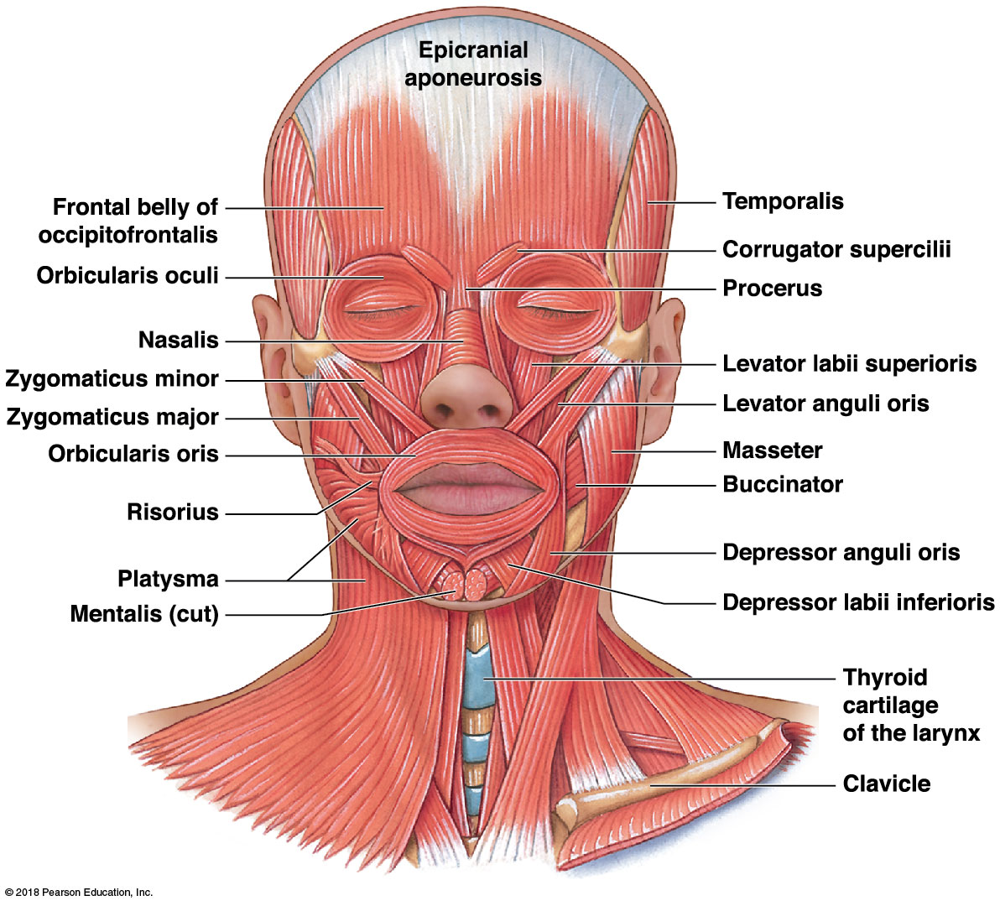 Epicranial
aponeurosis
Frontal belly of
occipitofrontalis
Orbicularis oculi
Nasalis
Zygomaticus minor
Zygomaticus major
Orbicularis oris
Risorius
Platysma
Mentalis (cut)
Temporalis
Corrugator supercilii
Procerus
Levator labii superioris
Levator anguli oris
Masseter
Buccinator
Depressor anguli oris
Depressor labii inferioris
Thyroid
cartilage
of the larynx
Clavicle
© 2018 Pearson Education, Inc.